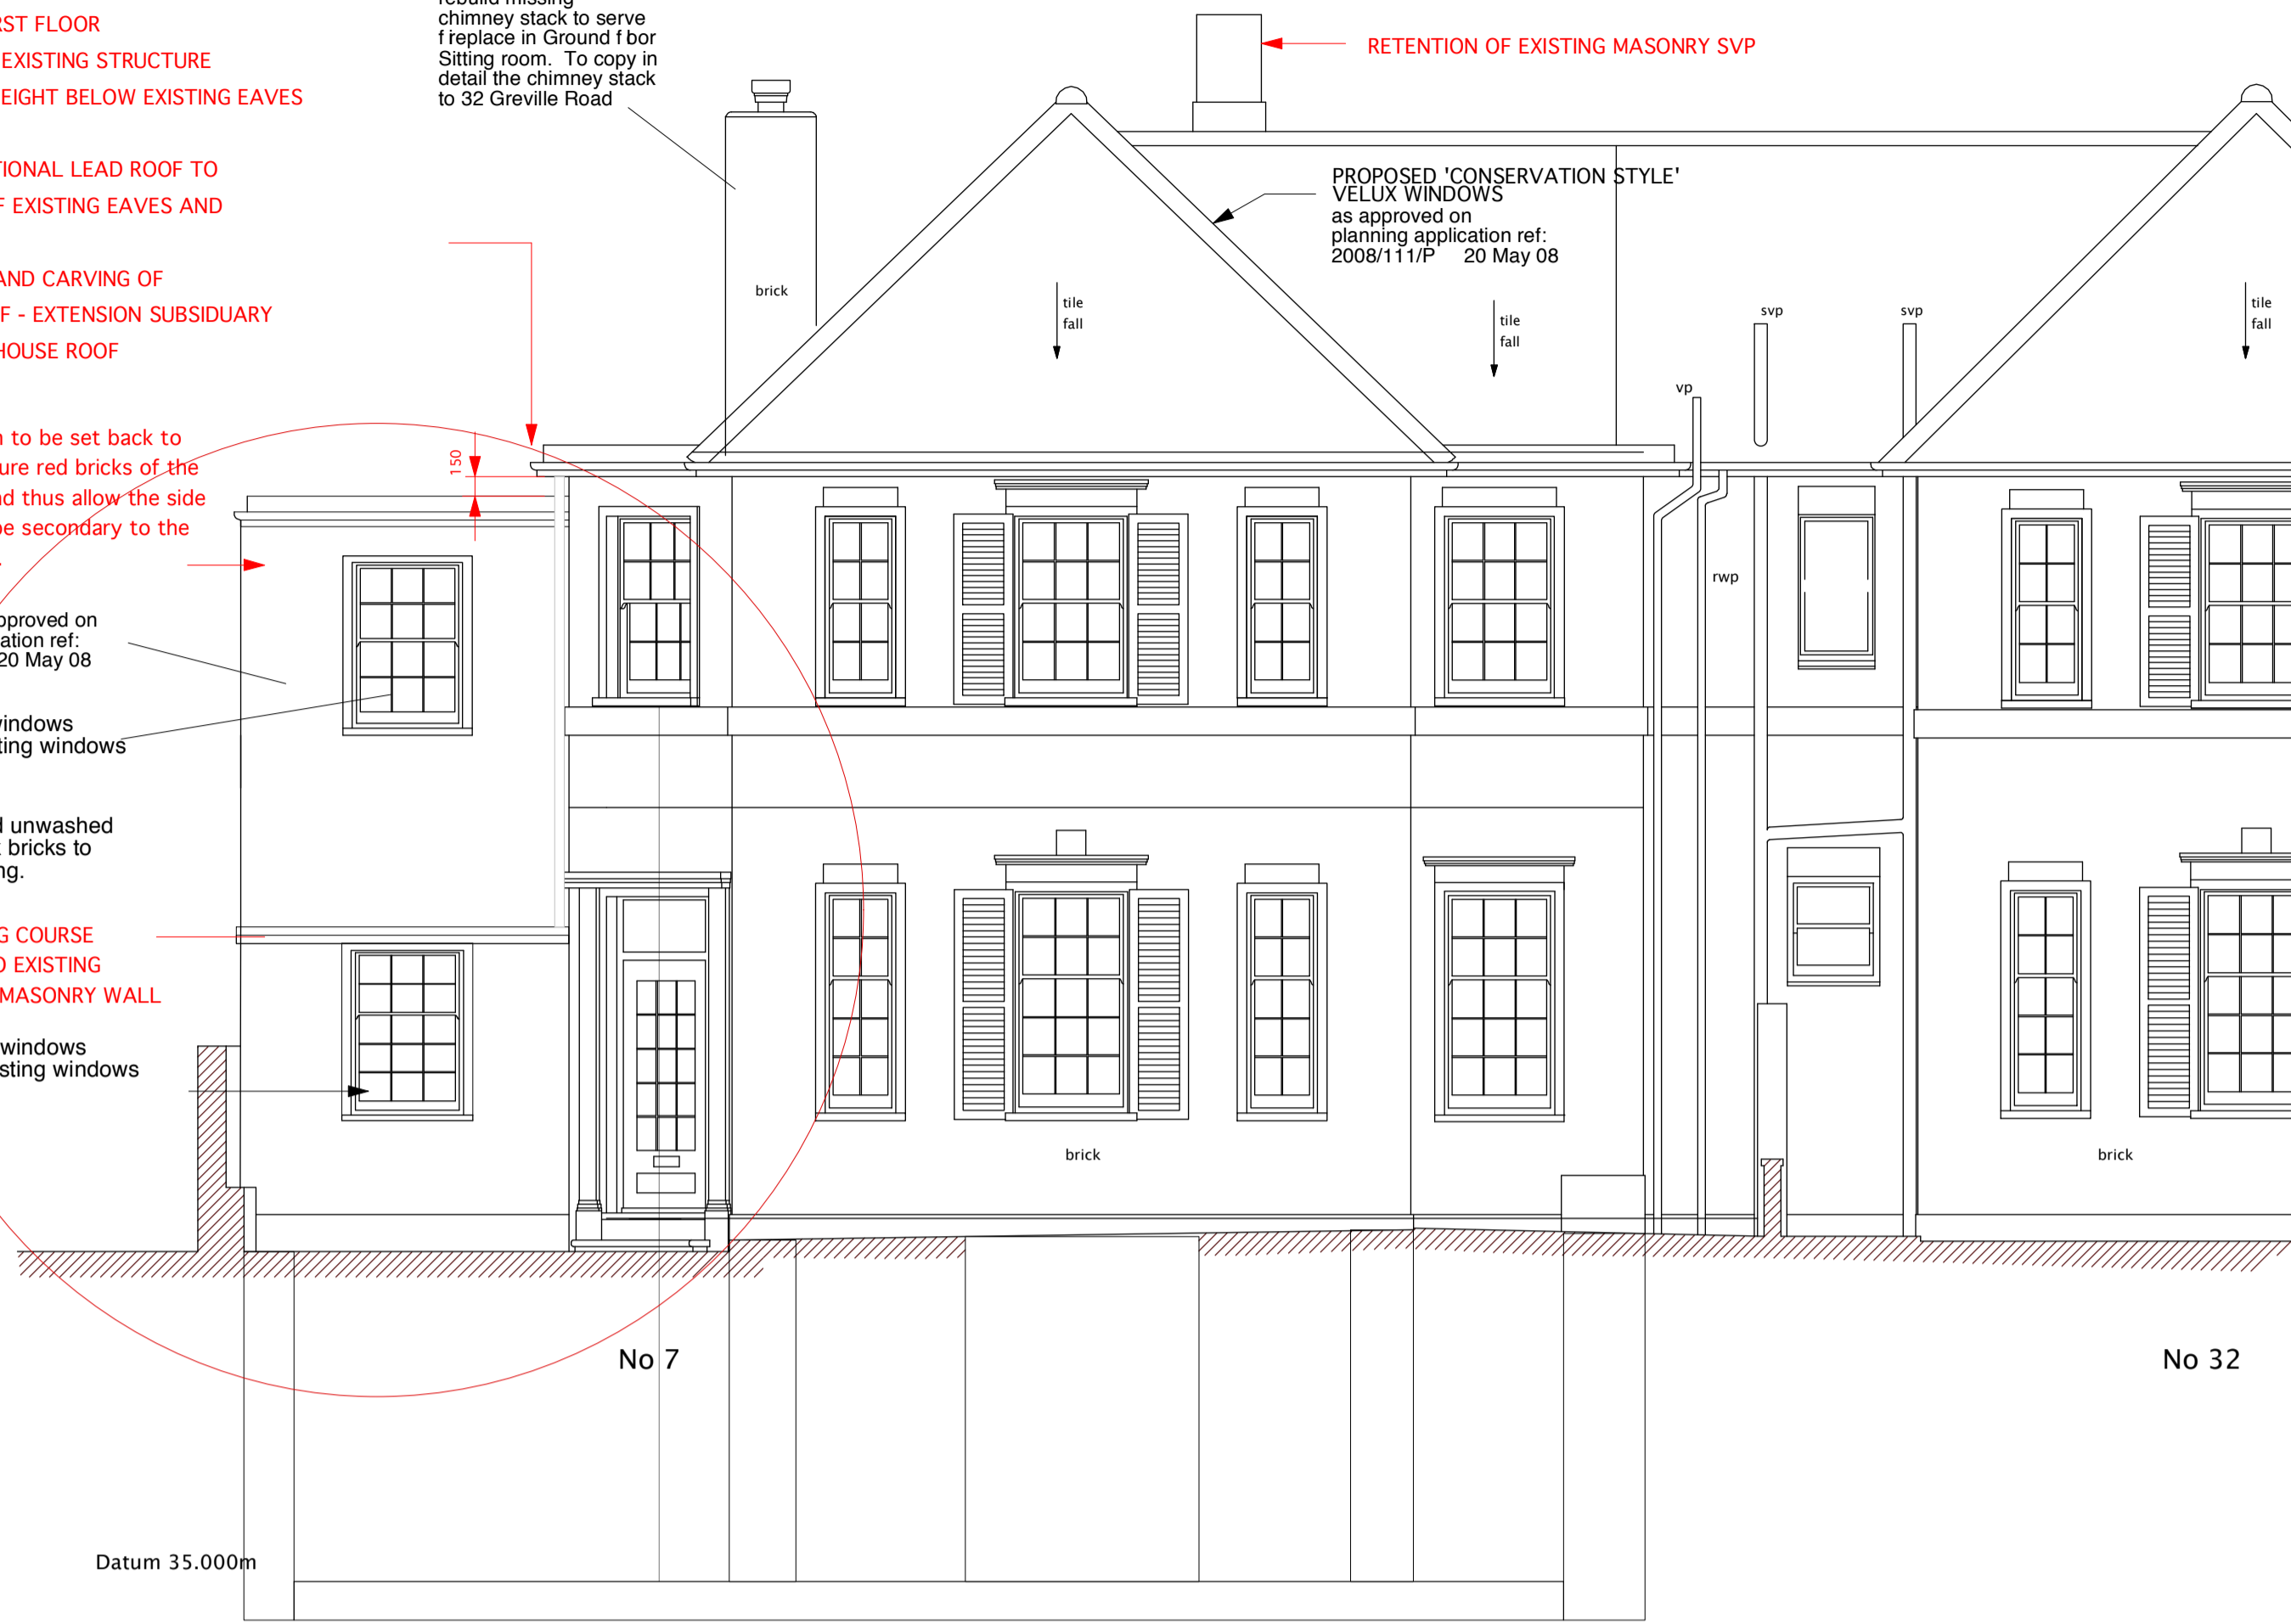 RST FLOOR
EXISTING STRUCTURE
EIGHT BELOW EXISTING EAVES
TIONAL LEAD ROOF TO
F EXISTING EAVES AND
AND CARVING OF
F - EXTENSION SUBSIDUARY
HOUSE ROOF
n to be set back to
ure red bricks of the
nd thus allow the side
be secondary to the
pproved on
ation ref:
20 May 08
windows
ting windows
d unwashed
k bricks to
ng.
G COURSE
O EXISTING
MASONRY WALL
windows
sting windows
rebuild missing
chimney stack to serve
fireplace in Ground floor
Sitting room. To copy in
detail the chimney stack
to 32 Greville Road
RETENTION OF EXISTING MASONRY SVP
PROPOSED 'CONSERVATION STYLE'
VELUX WINDOWS
as approved on
planning application ref:
2008/111/P 20 May 08
brick
tile
fall
tile
fall
svp
svp
tile
fall
vp
150
rwp
brick
brick
No 7
No 32
Datum 35.000m